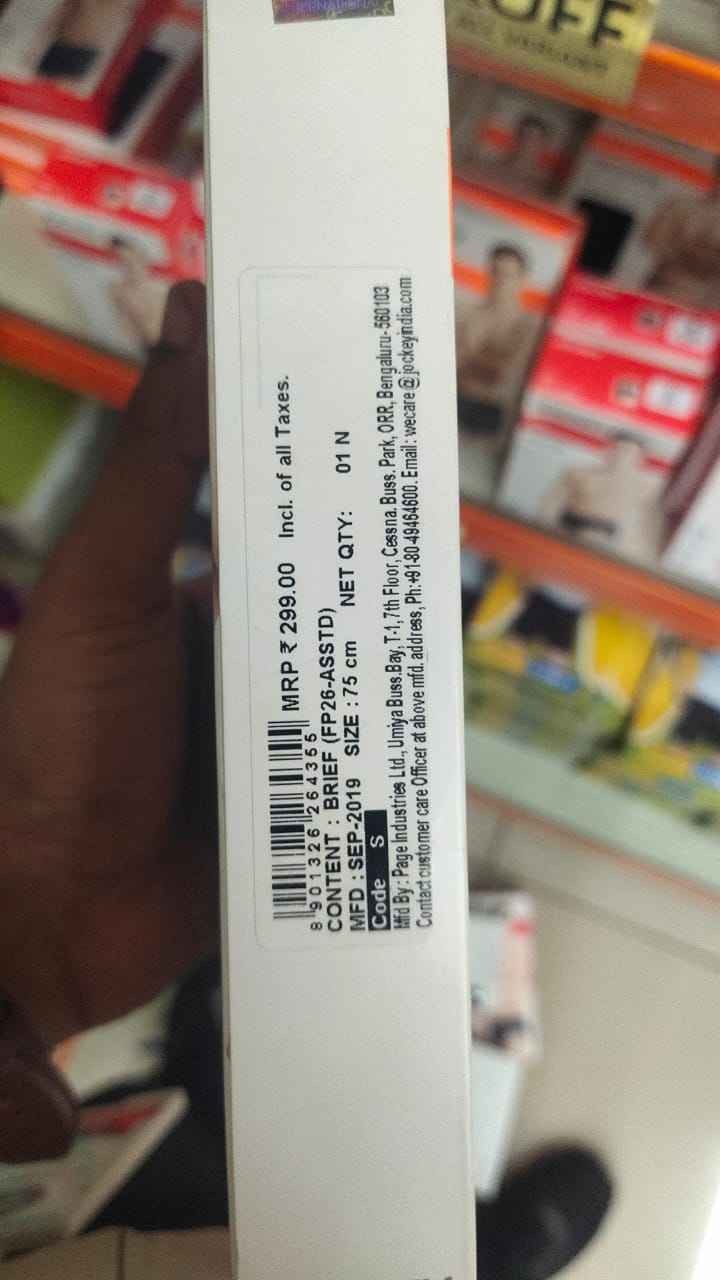 OFF
ALL VARIANT
MRP ₹ 299.00 Incl. of all Taxes.
8 901326 264355
CONTENT : BRIEF (FP26-ASSTD)
MFD : SEP-2019 SIZE : 75 cm NET QTY: 01 N
Code S
Mfd By : Page Industries Ltd., Umiya Buss.Bay, T-1,7th Floor, Cessna. Buss. Park, ORR, Bengaluru-560103
Contact customer care Officer at above mfd. address, Ph:+91-80 49464600. Email : wecare@jockeyindia.com